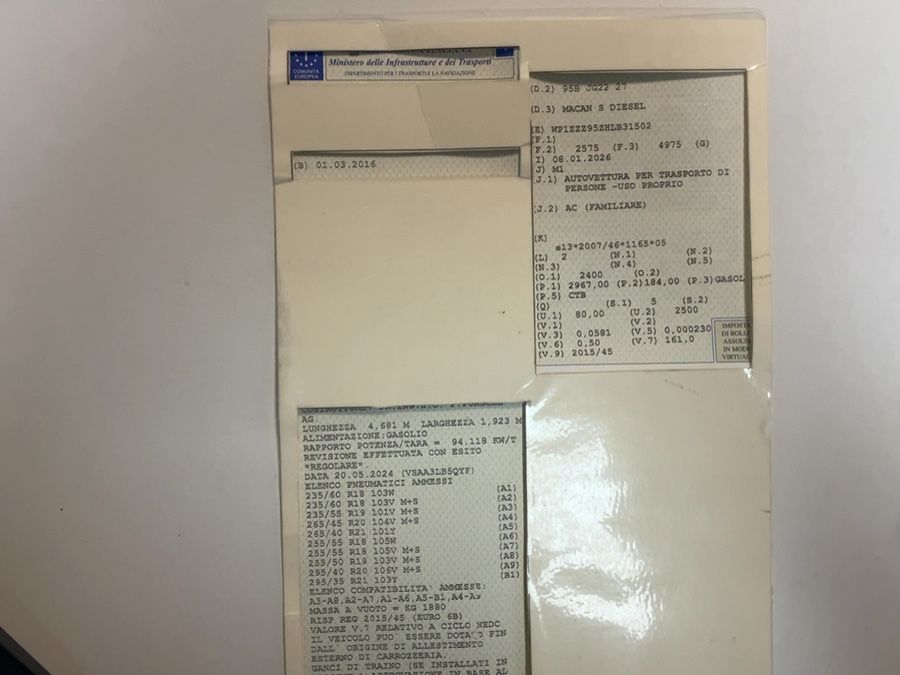 COMUNITÀ
EUROPEA
Ministero delle Infrastrutture e dei Trasporti
DIPARTIMENTO PER I TRASPORTI E LA NAVIGAZIONE
(B) 01.03.2016
(D.2) 95B JG22 27
(D.3) MACAN S DIESEL
(E) WP1ZZZ95ZHLB31502
(F.1)
(F.2) 2575 (F.3) 4975 (G)
I) 08.01.2026
J) M1
(J.1) AUTOVETTURA PER TRASPORTO DI
PERSONE -USO PROPRIO
(J.2) AC (FAMILIARE)
(K)
e13*2007/46*1165*05
(L) 2 (N.1) (N.2)
(N.3) (N.4) (N.5)
(O.1) 2400 (O.2)
(P.1) 2967,00 (P.2)184,00 (P.3)GASOL
(P.5) CTB
(Q) (S.1) 5 (S.2)
(U.1) 80,00 (U.2) 2500
(V.1) (V.2)
(V.3) 0,0581 (V.5) 0,000230
(V.6) 0,50 (V.7) 161,0
(V.9) 2015/45
IMPOSTA
DI BOLL
ASSOLT
IN MOD
VIRTUAL
AG.
LUNGHEZZA 4,681 M LARGHEZZA 1,923 M
ALIMENTAZIONE:GASOLIO
RAPPORTO POTENZA/TARA = 94,118 KW/T
REVISIONE EFFETTUATA CON ESITO
*REGOLARE*
DATA 20.05.2024 (VSAA3LB5QYF)
ELENCO PNEUMATICI AMMESSI
235/60 R18 103W (A1)
235/60 R18 103V M+S (A2)
235/55 R19 101V M+S (A3)
265/45 R20 104V M+S (A4)
265/40 R21 101Y (A5)
255/55 R18 105W (A6)
255/55 R18 105V M+S (A7)
255/50 R19 103V M+S (A8)
295/40 R20 106V M+S (A9)
295/35 R21 103Y (B1)
ELENCO COMPATIBILITA' AMMESSE:
A3-A8,A2-A7,A1-A6,A5-B1,A4-A9
MASSA A VUOTO = KG 1880
RISP REG 2015/45 (EURO 6B)
VALORE V.7 RELATIVO A CICLO NEDC
IL VEICOLO PUO' ESSERE DOTATO FIN
DALL'ORIGINE DI ALLESTIMENTO
ESTERNO DI CARROZZERIA.
GANCI DI TRAINO (SE INSTALLATI IN
IN BASE AL